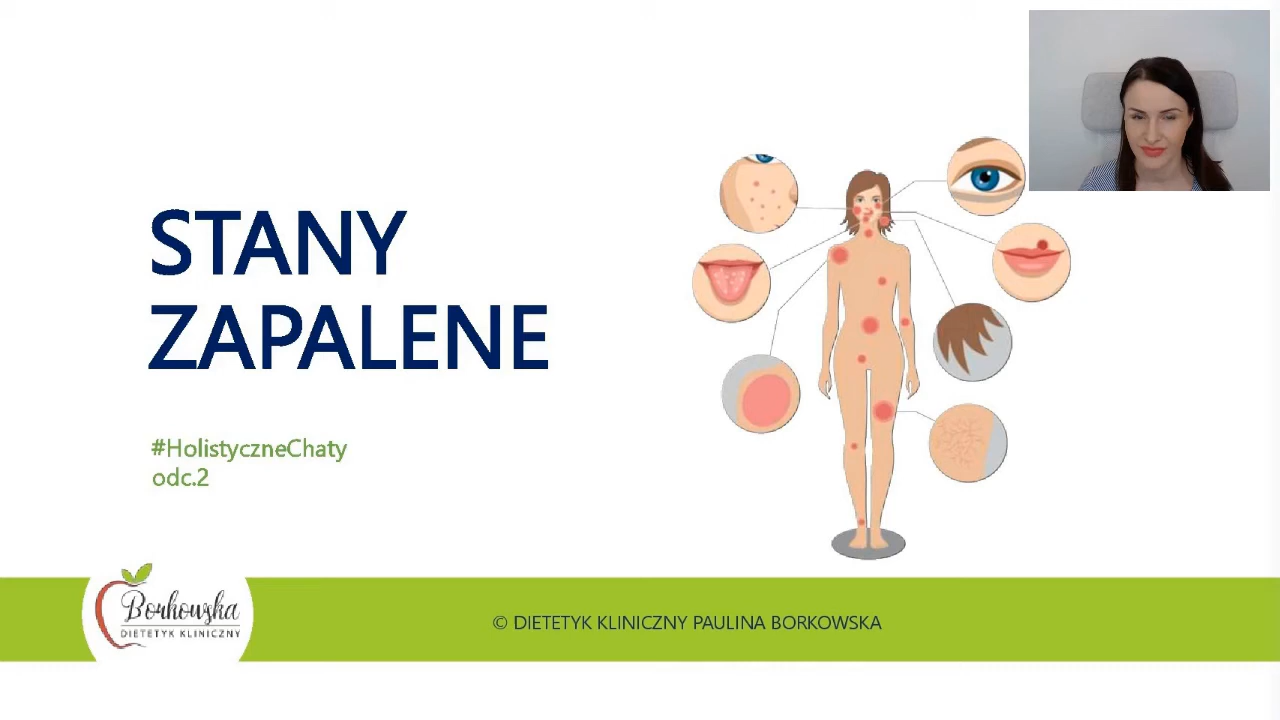 STANY
ZAPALENE
#HolistyczneChaty
odc.2
Borkowska
DIETETYK KLINICZNY
© DIETETYK KLINICZNY PAULINA BORKOWSKA